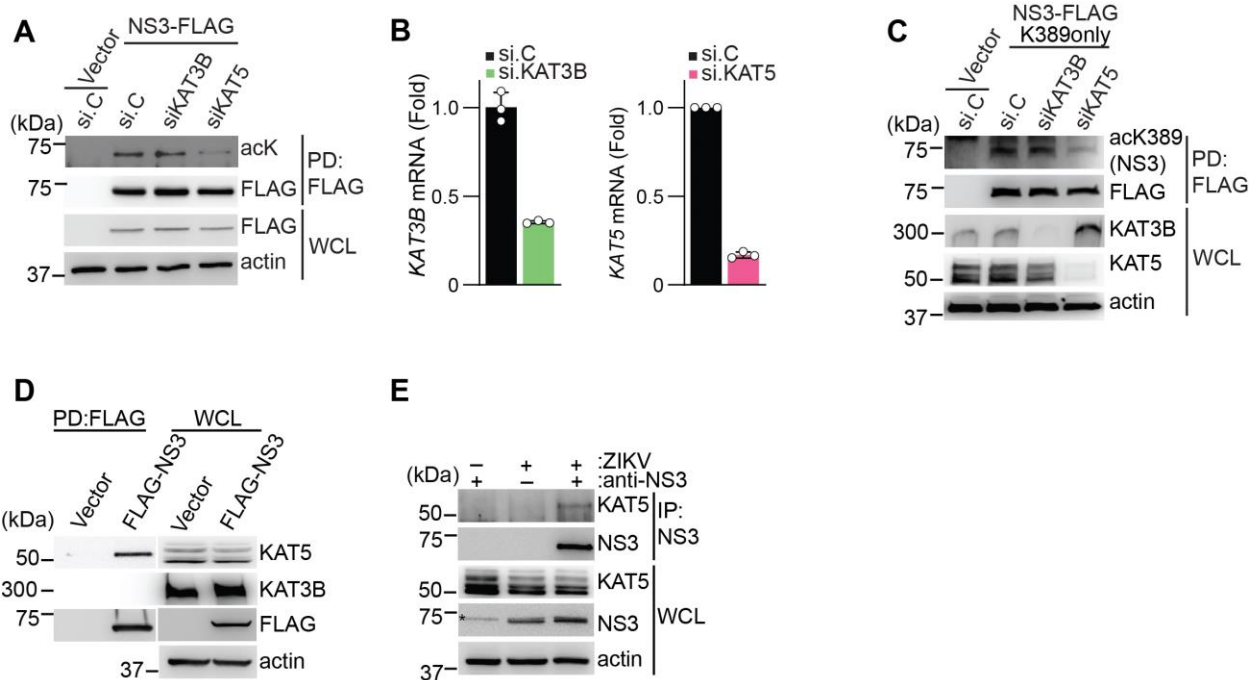 A
NS3-FLAG
Vector
si.C
si.C
siKAT3B
siKAT5
(kDa)
75
acK
75
FLAG
PD:
FLAG
FLAG
WCL
37
actin
B
si.C
si.KAT3B
KAT3B mRNA (Fold)
1.0
0.5
0
si.C
si.KAT5
KAT5 mRNA (Fold)
1.0
0.5
0
C
NS3-FLAG
K389only
Vector
si.C
si.C
siKAT3B
siKAT5
(kDa)
75
acK389
(NS3)
75
FLAG
PD:
FLAG
300
KAT3B
50
KAT5
WCL
37
actin
D
PD:FLAG
WCL
Vector
FLAG-NS3
Vector
FLAG-NS3
(kDa)
50
KAT5
300
KAT3B
75
FLAG
37
actin
E
(kDa)
– + + :ZIKV
+ – + :anti-NS3
50
KAT5
75
NS3
IP:
NS3
50
KAT5
75
*
NS3
WCL
37
actin